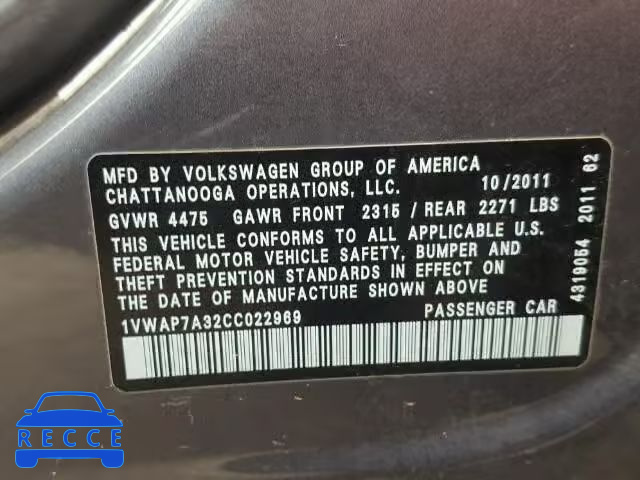 MFD BY VOLKSWAGEN GROUP OF AMERICA
CHATTANOOGA OPERATIONS, LLC. 10/2011
GVWR 4475 GAWR FRONT 2315 / REAR 2271 LBS
THIS VEHICLE CONFORMS TO ALL APPLICABLE U.S.
FEDERAL MOTOR VEHICLE SAFETY, BUMPER AND
THEFT PREVENTION STANDARDS IN EFFECT ON
THE DATE OF MANUFACTURE SHOWN ABOVE
1VWAP7A32CC022969 PASSENGER CAR
4319054 2011 62
RECCE